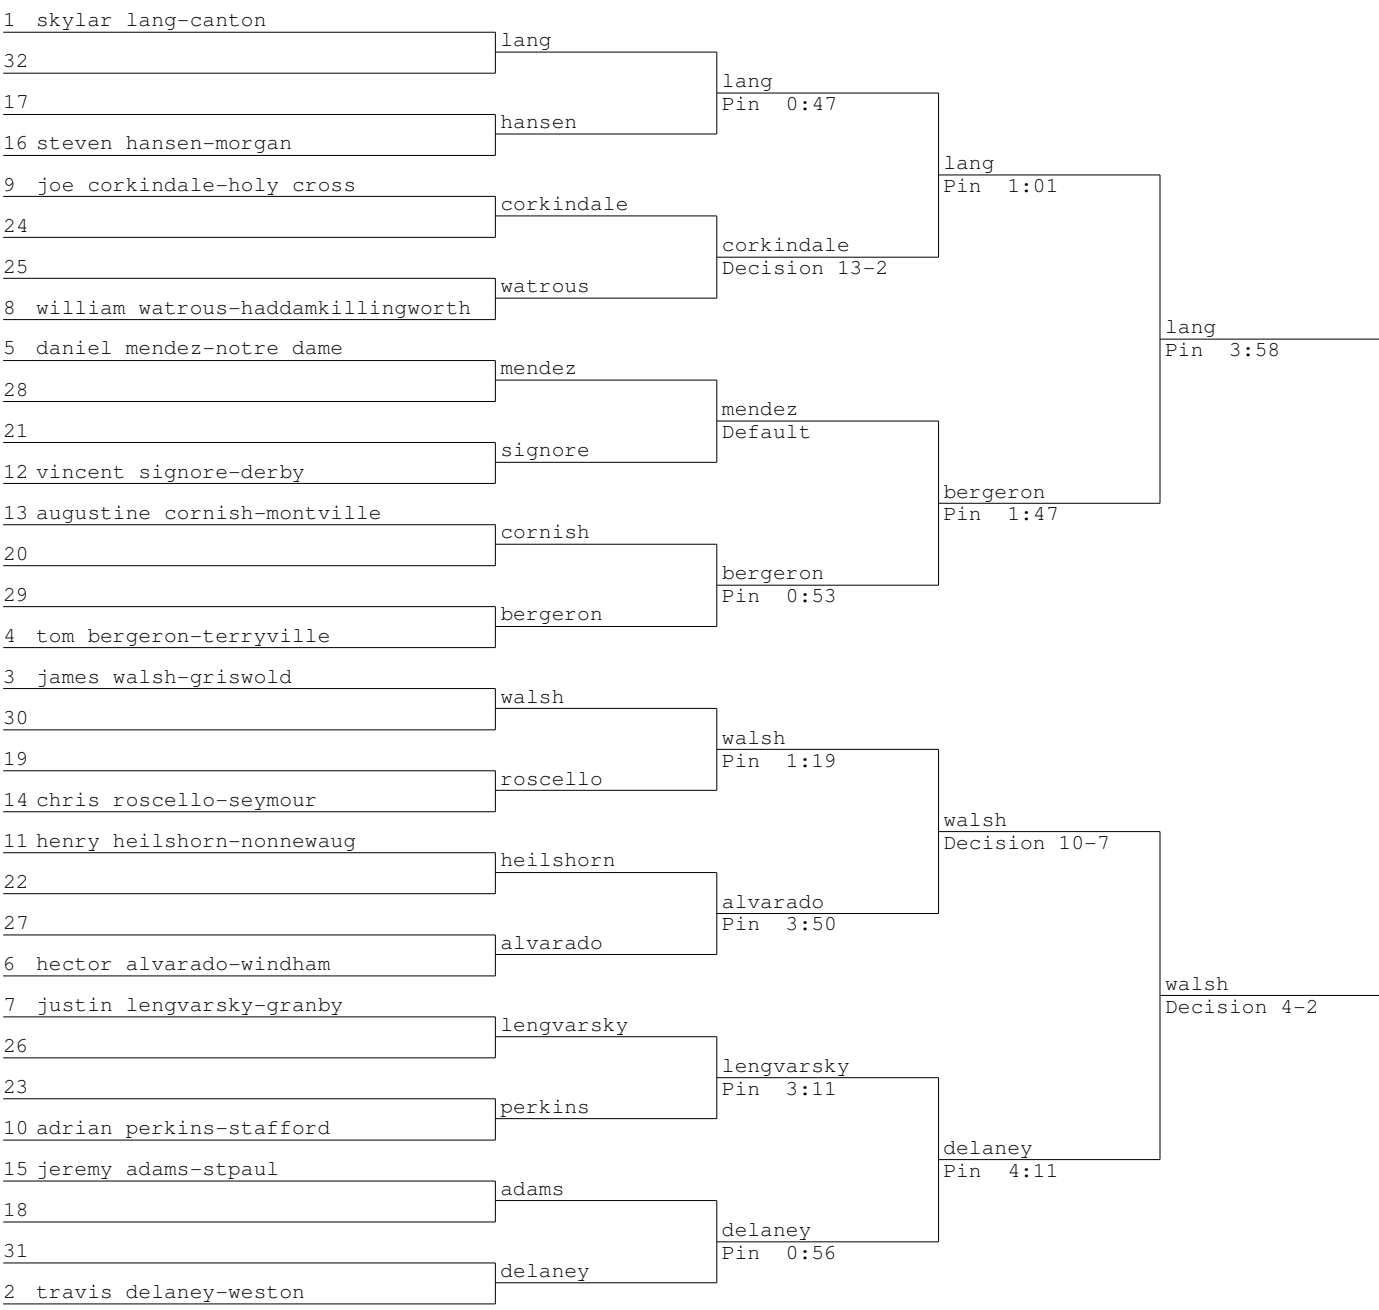 1 skylar lang-canton
lang
32
lang
Pin 0:47
17
hansen
16 steven hansen-morgan
lang
Pin 1:01
9 joe corkindale-holy cross
corkindale
24
corkindale
Decision 13-2
25
watrous
8 william watrous-haddamkillingworth
lang
Pin 3:58
5 daniel mendez-notre dame
mendez
28
mendez
Default
21
signore
12 vincent signore-derby
bergeron
Pin 1:47
13 augustine cornish-montville
cornish
20
bergeron
Pin 0:53
29
bergeron
4 tom bergeron-terryville
3 james walsh-griswold
walsh
30
walsh
Pin 1:19
19
roscello
14 chris roscello-seymour
walsh
Decision 10-7
11 henry heilshorn-nonnewaug
heilshorn
22
alvarado
Pin 3:50
27
alvarado
6 hector alvarado-windham
walsh
Decision 4-2
7 justin lengvarsky-granby
lengvarsky
26
lengvarsky
Pin 3:11
23
perkins
10 adrian perkins-stafford
delaney
Pin 4:11
15 jeremy adams-stpaul
adams
18
delaney
Pin 0:56
31
delaney
2 travis delaney-weston